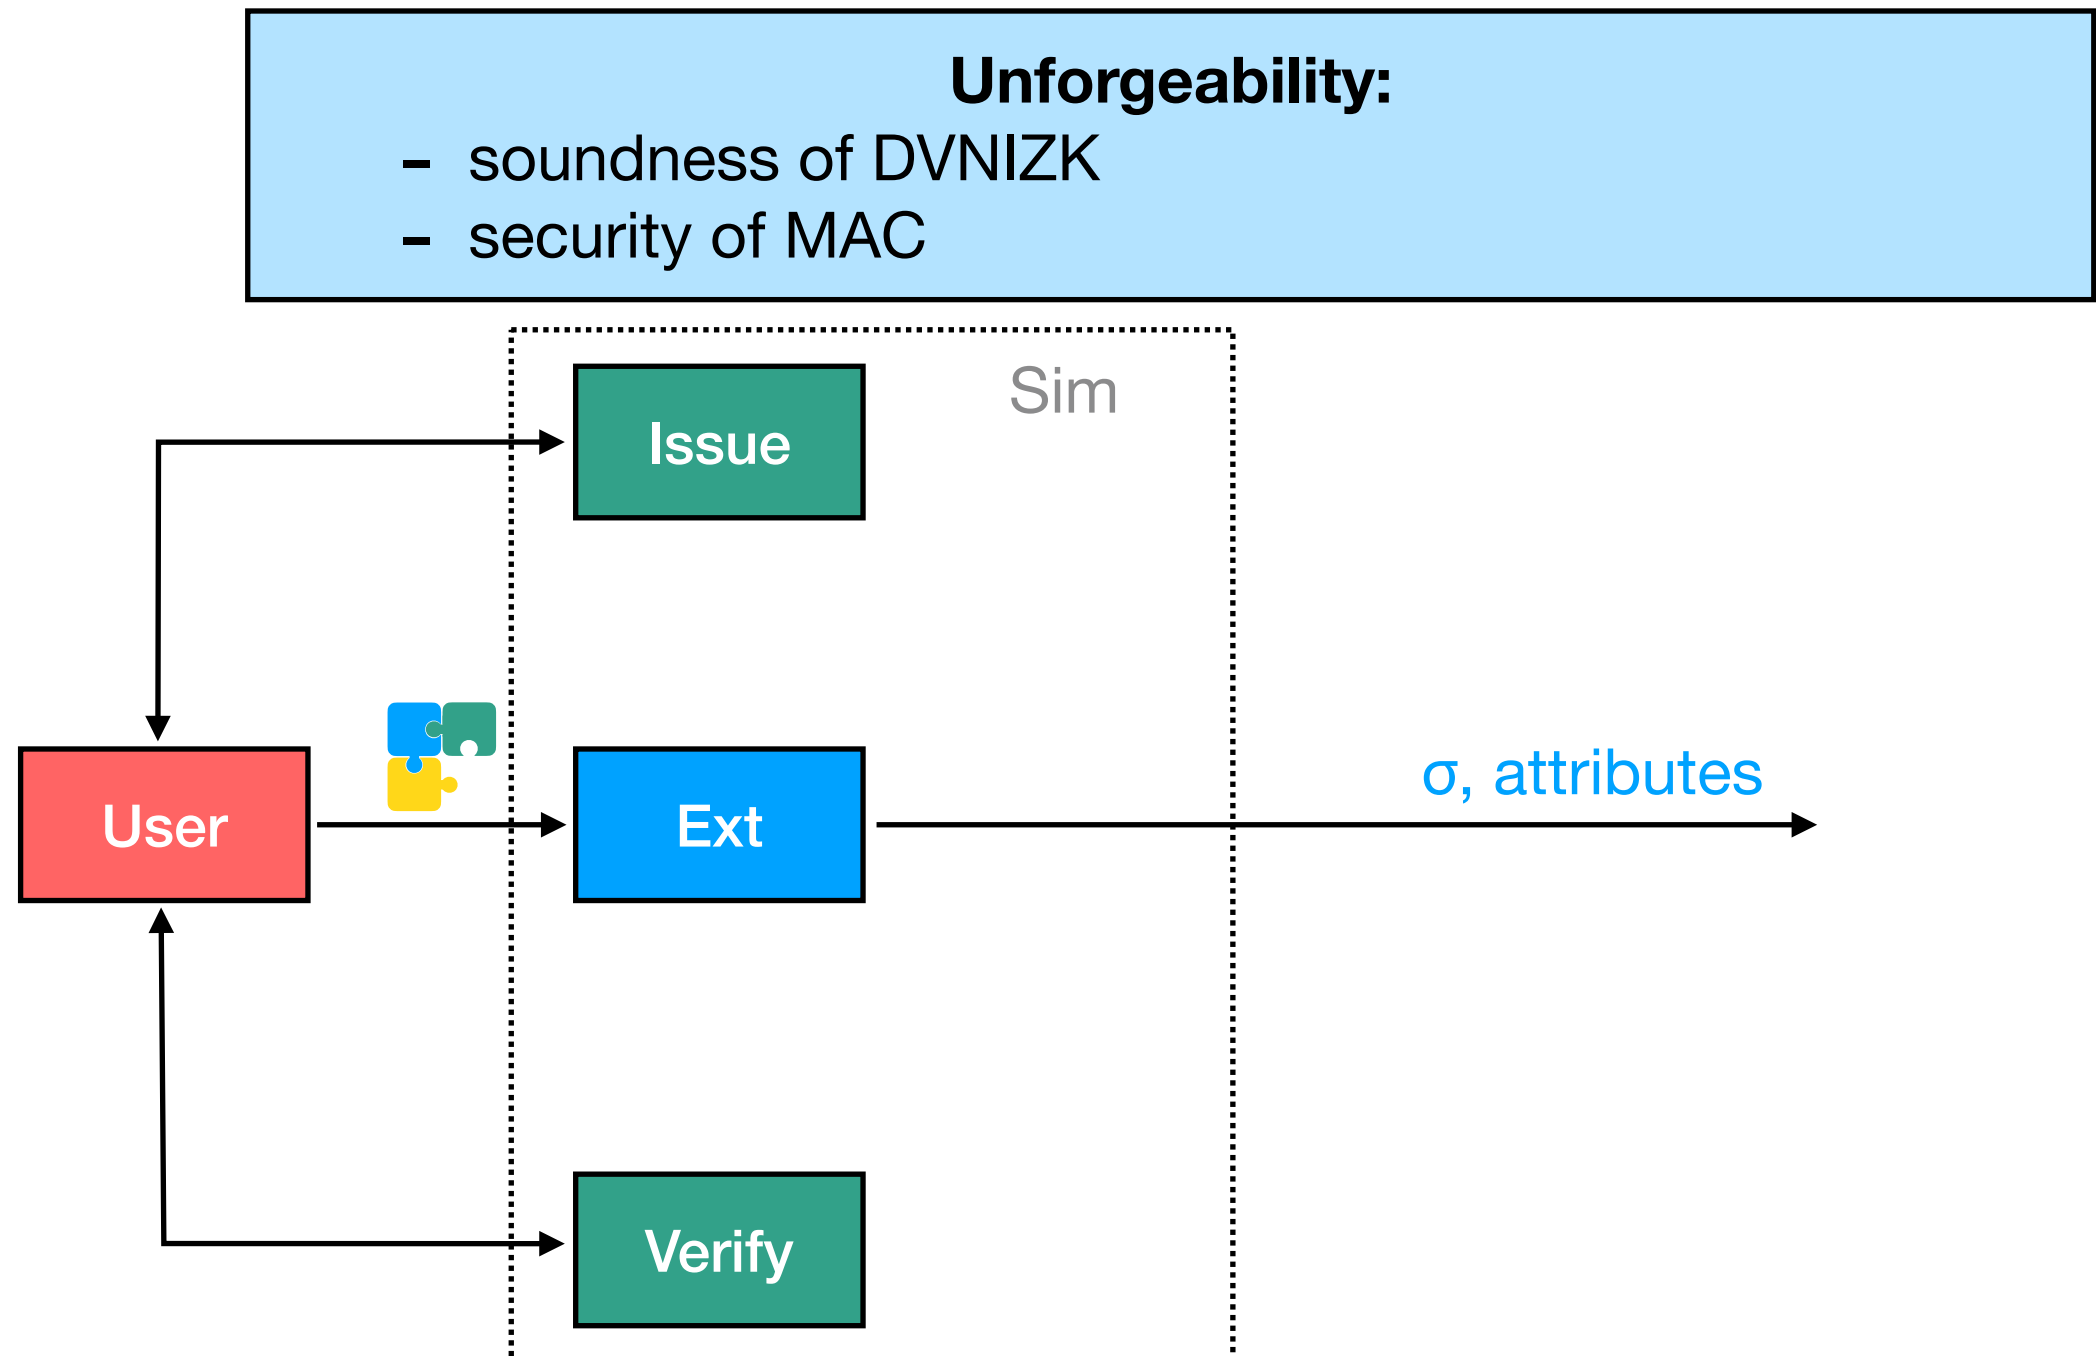 Unforgeability:
- soundness of DVNIZK
- security of MAC
Sim
Issue
σ, attributes
User
Ext
Verify